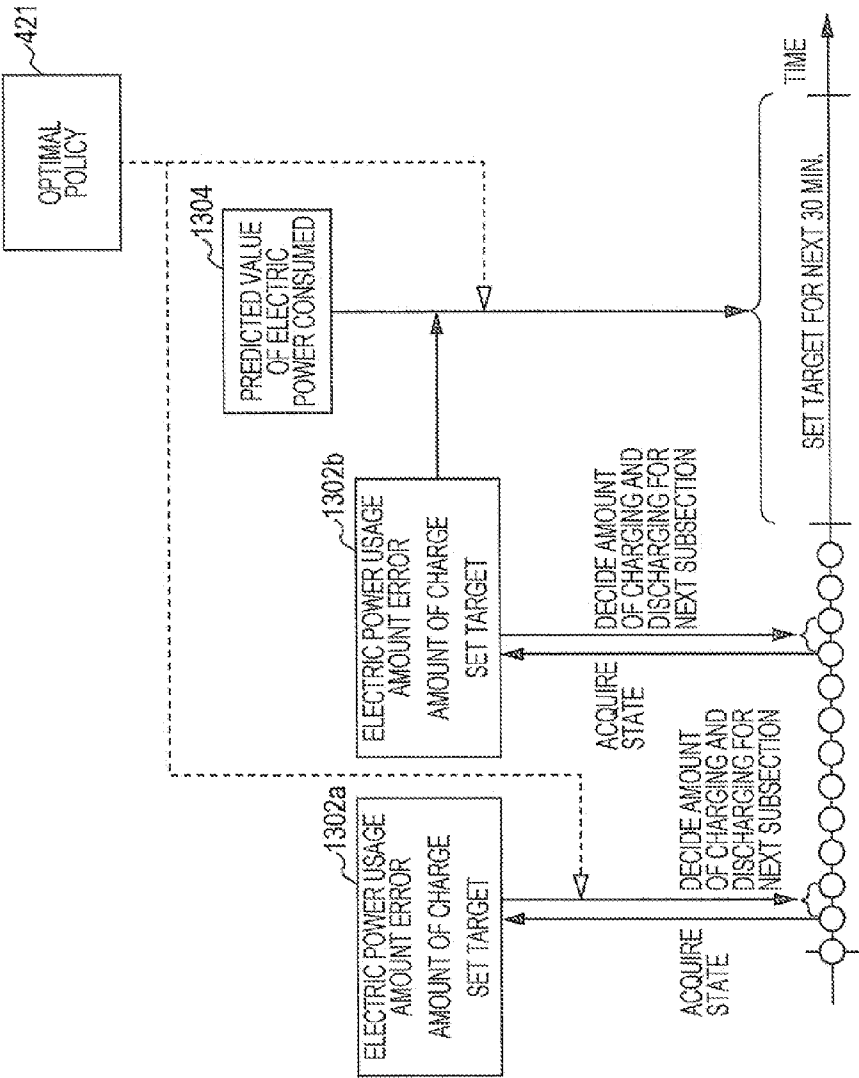 421
OPTIMAL
POLICY
1304
PREDICTED VALUE
OF ELECTRIC
POWER CONSUMED
1302b
ELECTRIC POWER USAGE
AMOUNT ERROR
AMOUNT OF CHARGE
SET TARGET
1302a
ELECTRIC POWER USAGE
AMOUNT ERROR
AMOUNT OF CHARGE
SET TARGET
ACQUIRE
STATE
DECIDE AMOUNT
OF CHARGING AND
DISCHARGING FOR
NEXT SUBSECTION
ACQUIRE
STATE
DECIDE AMOUNT
OF CHARGING AND
DISCHARGING FOR
NEXT SUBSECTION
SET TARGET FOR NEXT 30 MIN.
TIME